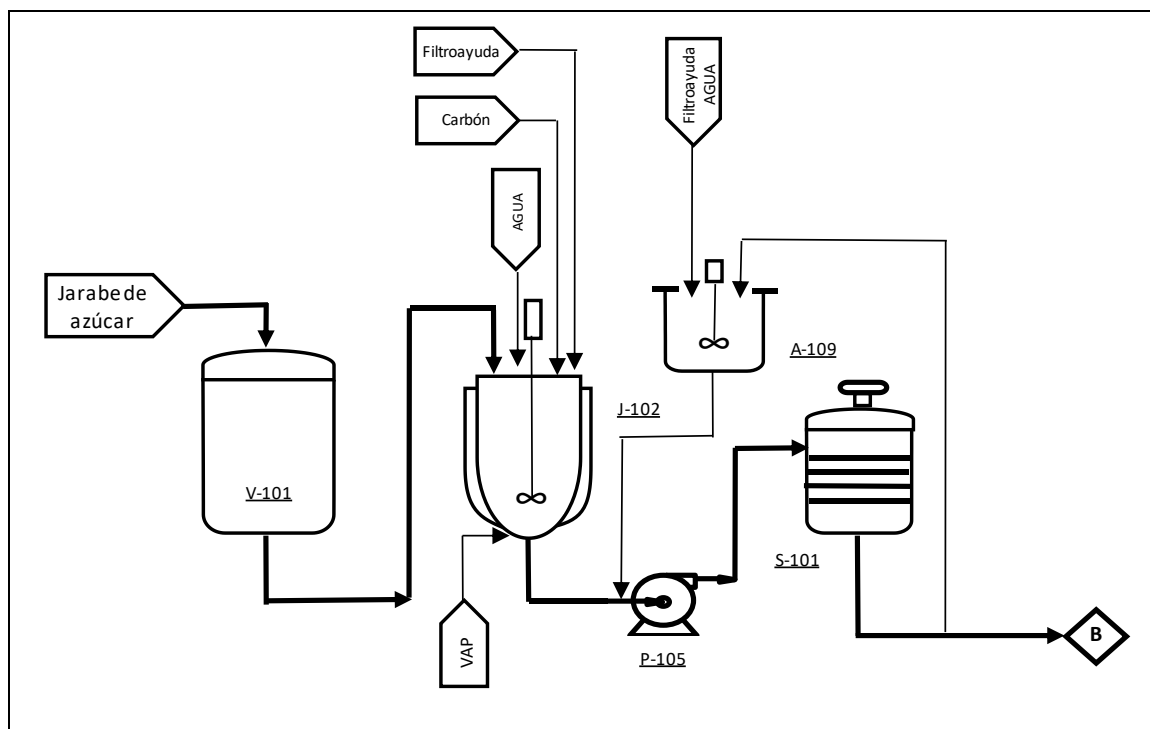 Filtroayuda
Filtroayuda
AGUA
Carbón
AGUA
Jarabe de
azúcar
A-109
J-102
V-101
S-101
VAP
P-105
B